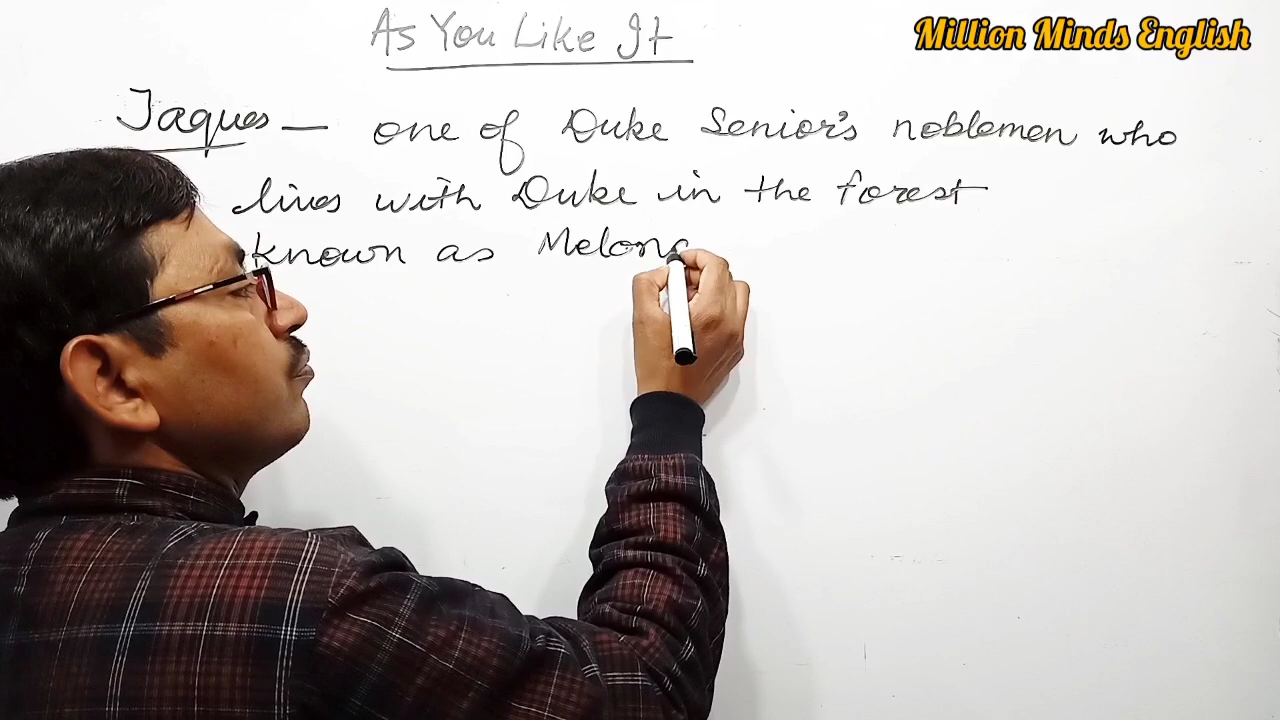 As You Like It
Million Minds English
Jaques — one of Duke Senior's noblemen who
lives with Duke in the forest
known as Melonc